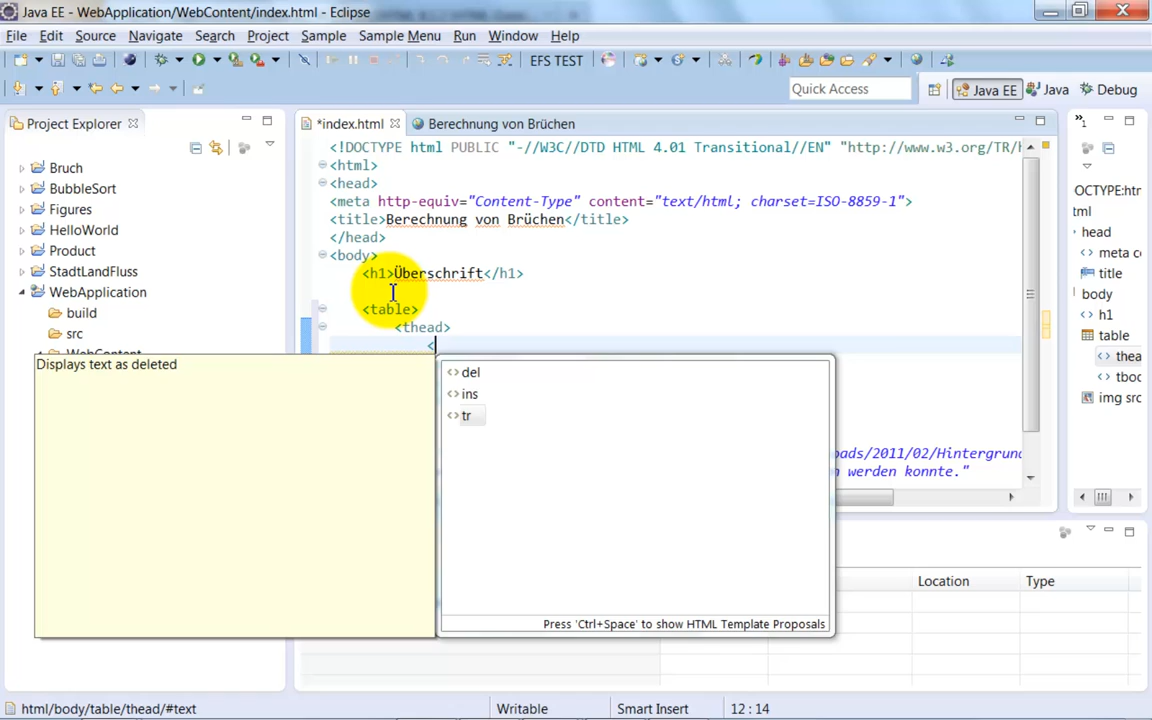 Java EE - WebApplication/WebContent/index.html - Eclipse
File Edit Source Navigate Search Project Sample Sample Menu Run Window Help
EFS TEST
Quick Access
Java EE
Java
Debug
Project Explorer
*index.html
Berechnung von Brüchen
Bruch
BubbleSort
Figures
HelloWorld
Product
StadtLandFluss
WebApplication
build
src
WebContent
<!DOCTYPE html PUBLIC "-//W3C//DTD HTML 4.01 Transitional//EN" "http://www.w3.org/TR/
<html>
<head>
<meta http-equiv="Content-Type" content="text/html; charset=ISO-8859-1">
<title>Berechnung von Brüchen</title>
</head>
<body>
<h1>Überschrift</h1>
<table>
<thead>
<
oads/2011/02/Hintergrun
n werden konnte."
Displays text as deleted
<> del
<> ins
<> tr
Press 'Ctrl+Space' to show HTML Template Proposals
»1
OCTYPE:htr
tml
head
<> meta co
title
body
<> h1
table
<> thea
<> tbo
img src
Location
Type
html/body/table/thead/#text
Writable
Smart Insert
12 : 14